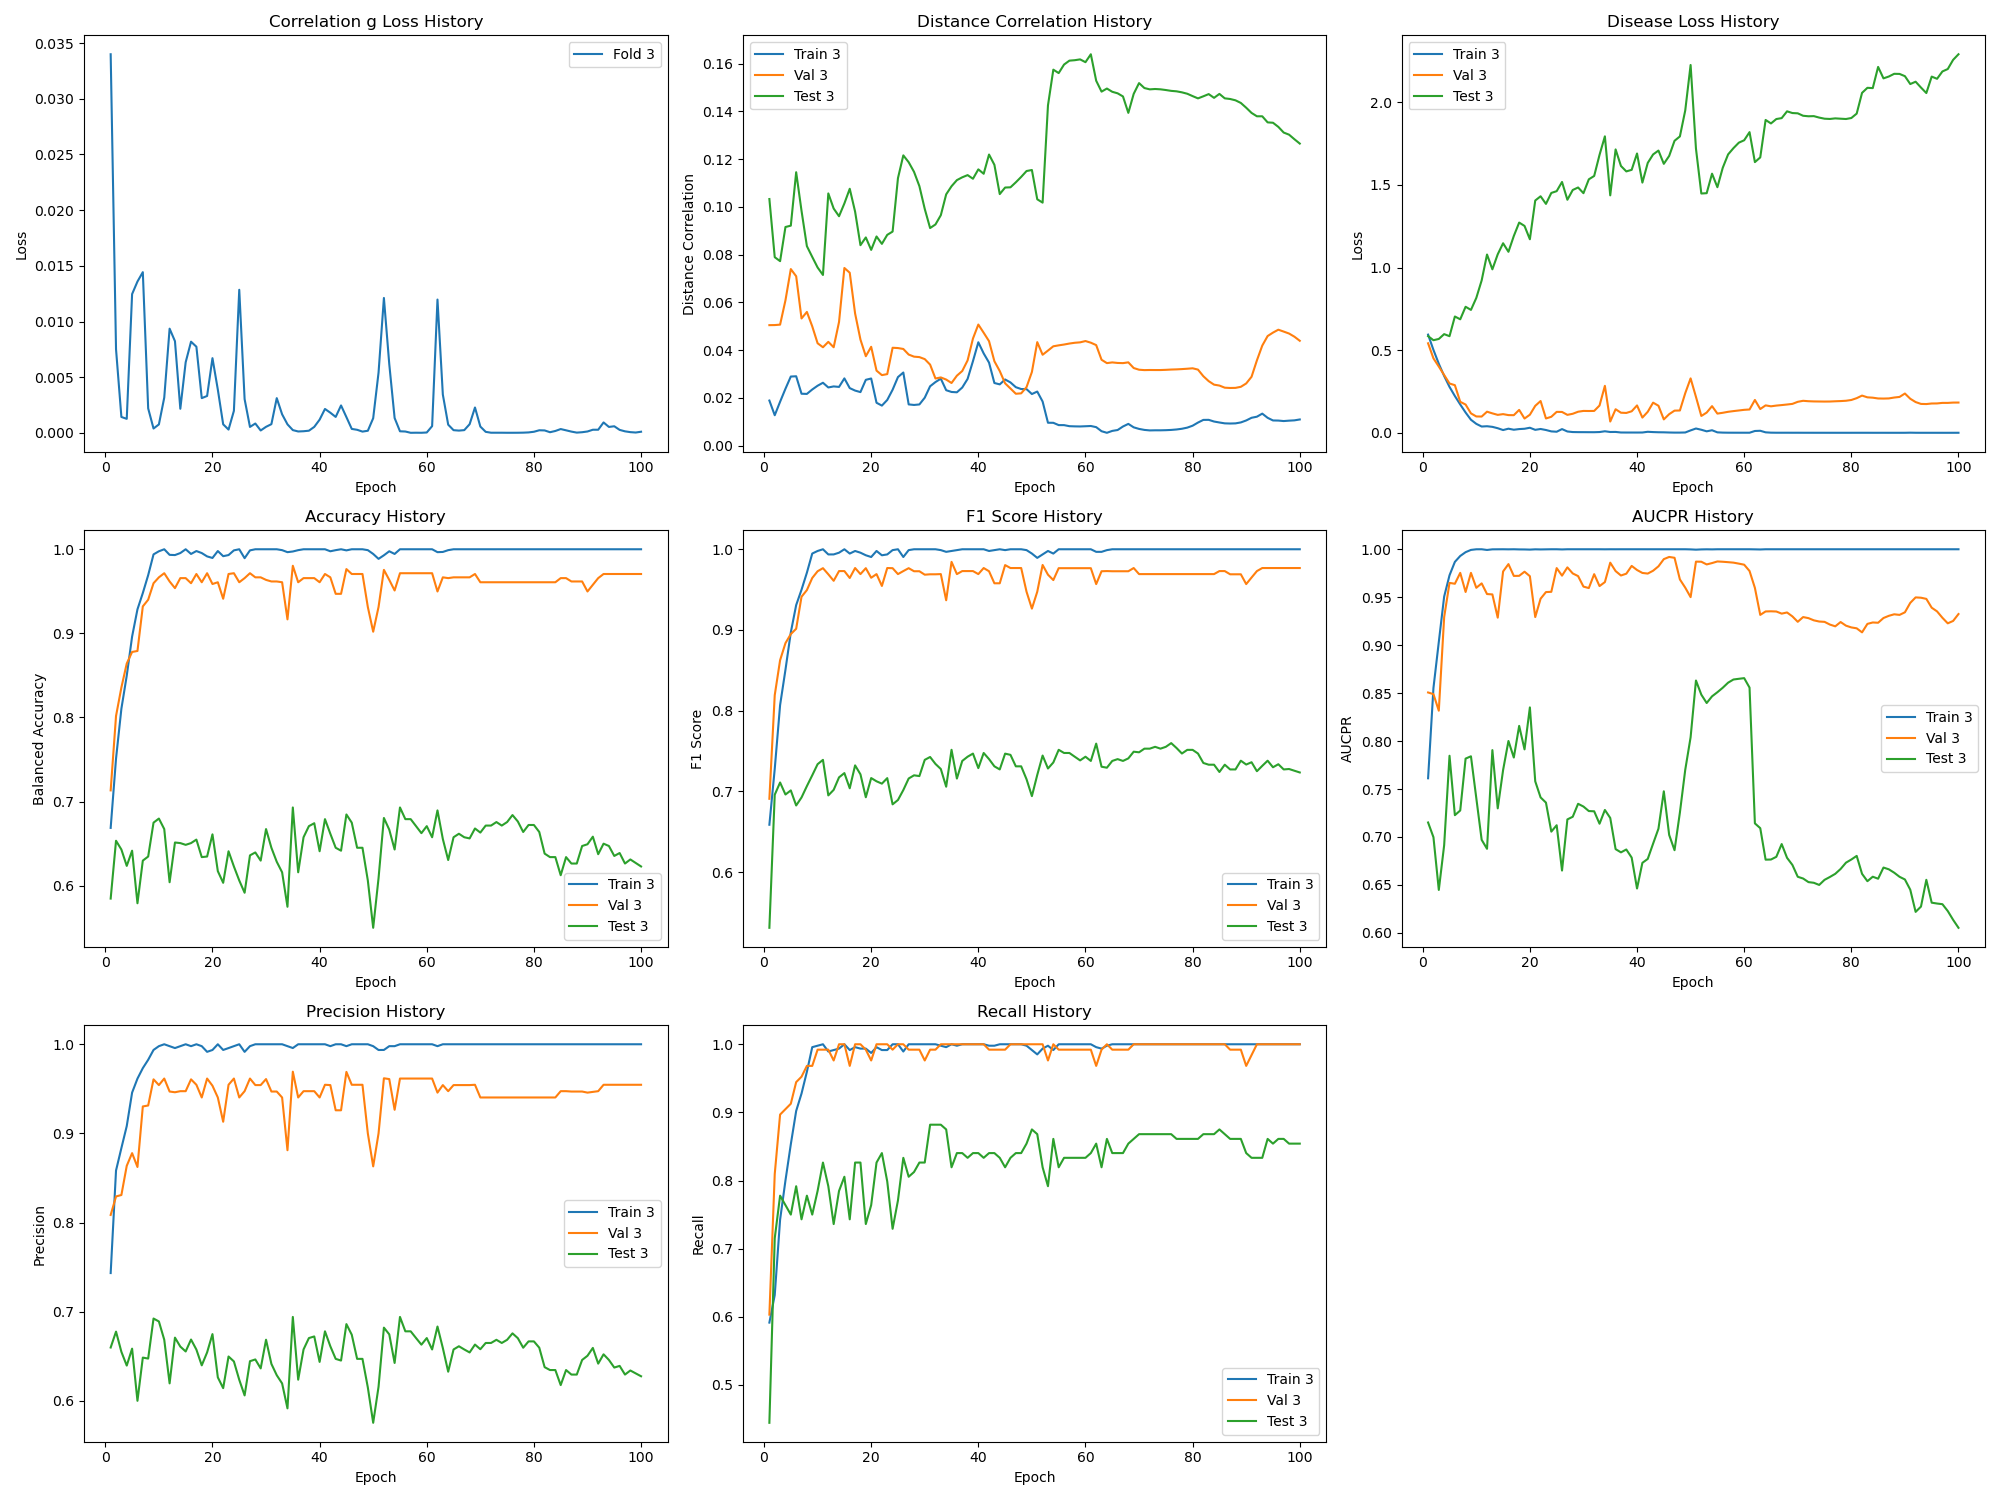 Correlation g Loss History
0.035
0.030
0.025
0.020
0.015
0.010
0.005
0.000
Loss
Fold 3
0 20 40 60 80 100
Epoch
Distance Correlation History
0.16
0.14
0.12
0.10
0.08
0.06
0.04
0.02
0.00
Distance Correlation
Train 3
Val 3
Test 3
0 20 40 60 80 100
Epoch
Disease Loss History
2.0
1.5
1.0
0.5
0.0
Loss
Train 3
Val 3
Test 3
0 20 40 60 80 100
Epoch
Accuracy History
1.0
0.9
0.8
0.7
0.6
Balanced Accuracy
Train 3
Val 3
Test 3
0 20 40 60 80 100
Epoch
F1 Score History
1.0
0.9
0.8
0.7
0.6
F1 Score
Train 3
Val 3
Test 3
0 20 40 60 80 100
Epoch
AUCPR History
1.00
0.95
0.90
0.85
0.80
0.75
0.70
0.65
0.60
AUCPR
Train 3
Val 3
Test 3
0 20 40 60 80 100
Epoch
Precision History
1.0
0.9
0.8
0.7
0.6
Precision
Train 3
Val 3
Test 3
0 20 40 60 80 100
Epoch
Recall History
1.0
0.9
0.8
0.7
0.6
0.5
Recall
Train 3
Val 3
Test 3
0 20 40 60 80 100
Epoch